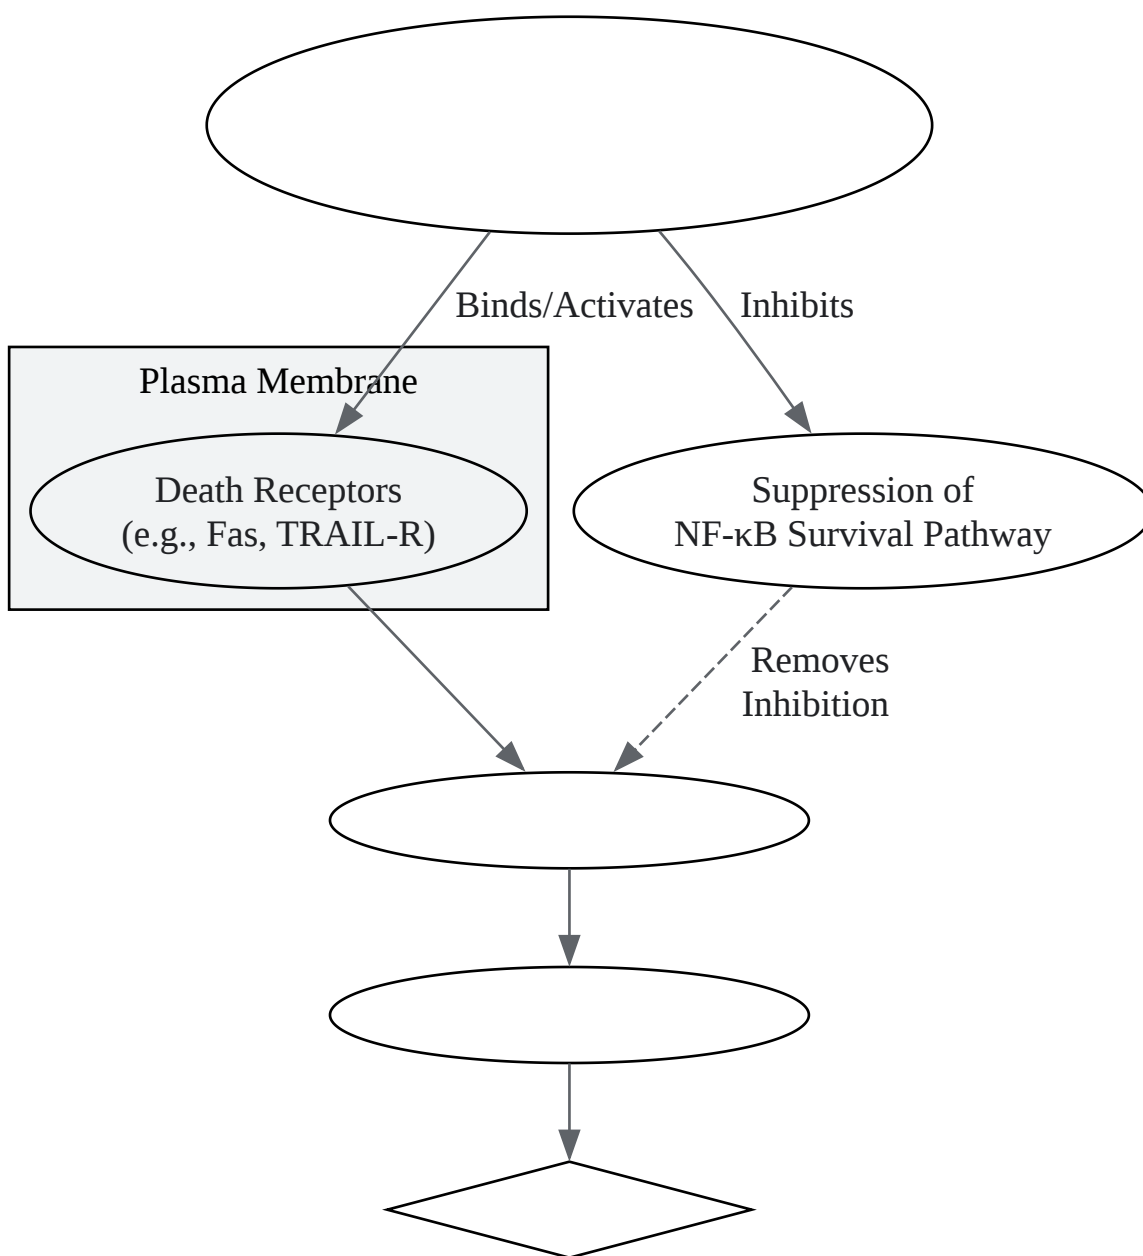 Binds/Activates
Inhibits
Plasma Membrane
Death Receptors
(e.g., Fas, TRAIL-R)
Suppression of
NF-κB Survival Pathway
Removes
Inhibition